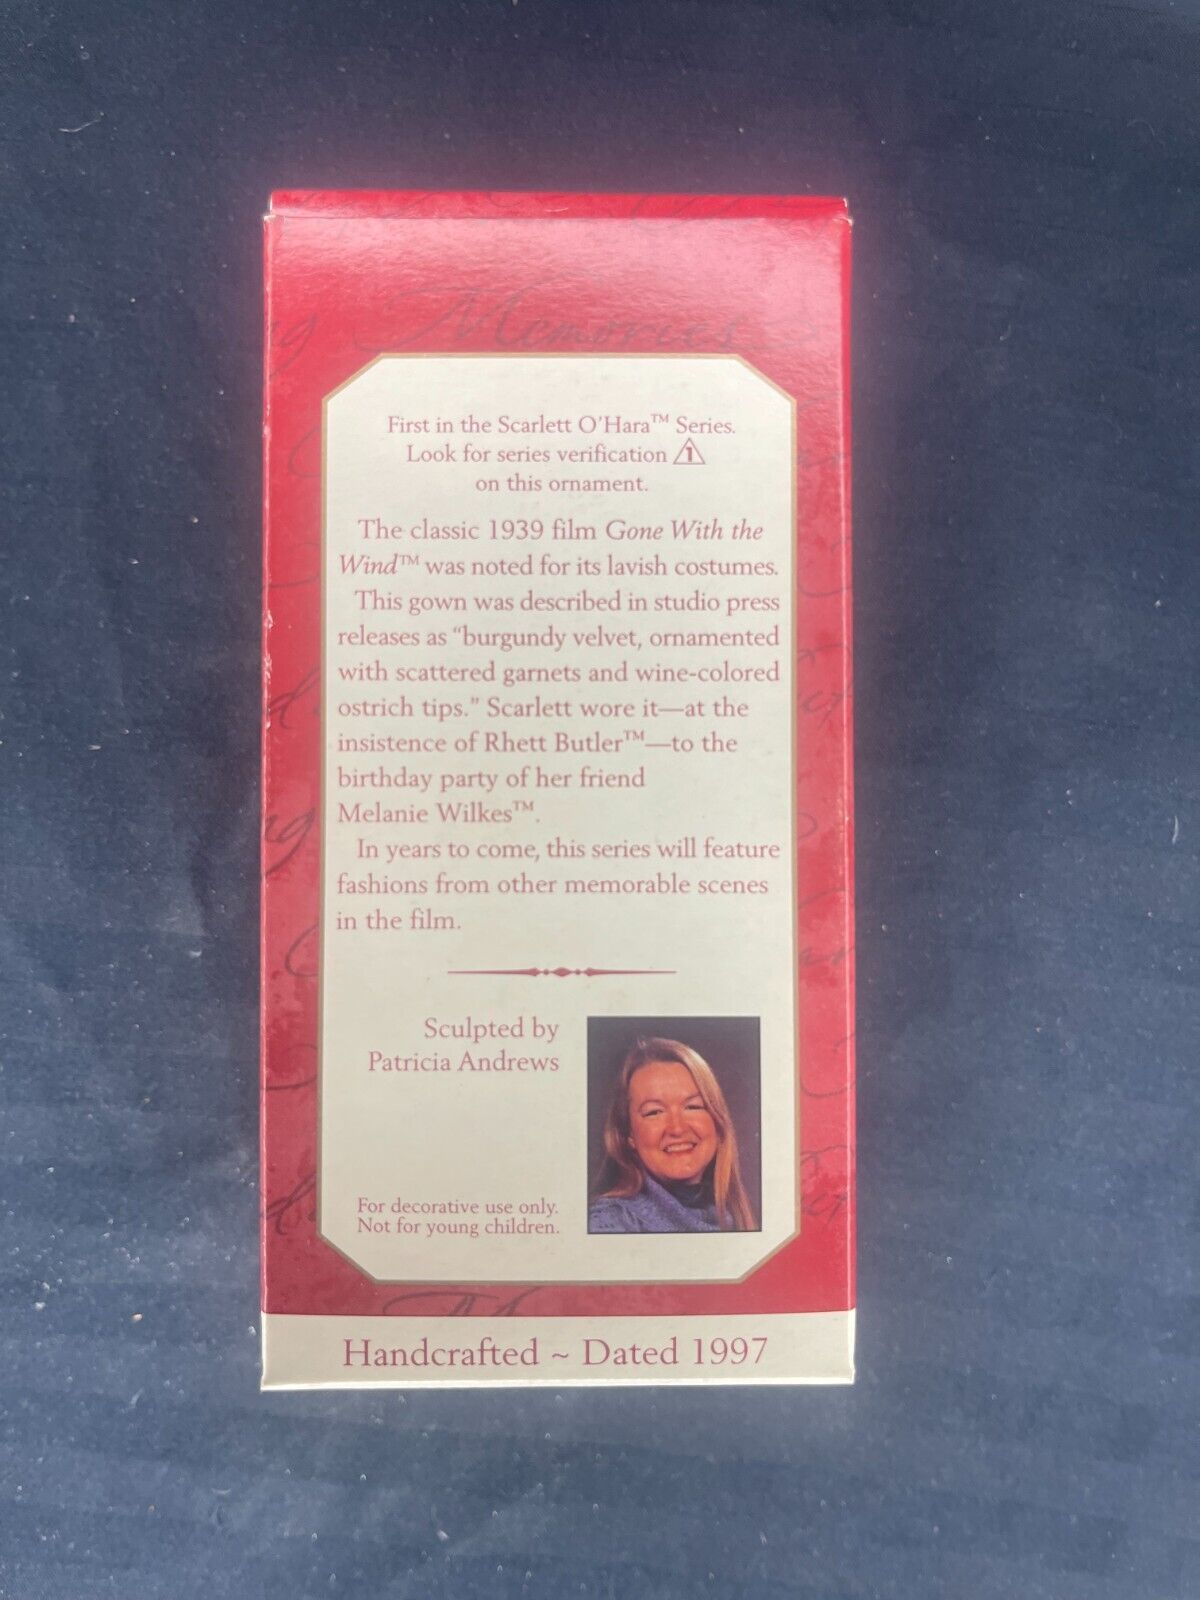 Memories
First in the Scarlett O'Hara™ Series.
Look for series verification 1
on this ornament.
The classic 1939 film Gone With the
Wind™ was noted for its lavish costumes.
This gown was described in studio press
releases as “burgundy velvet, ornamented
with scattered garnets and wine-colored
ostrich tips.” Scarlett wore it—at the
insistence of Rhett Butler™—to the
birthday party of her friend
Melanie Wilkes™.
In years to come, this series will feature
fashions from other memorable scenes
in the film.
Sculpted by
Patricia Andrews
For decorative use only.
Not for young children.
Handcrafted ~ Dated 1997